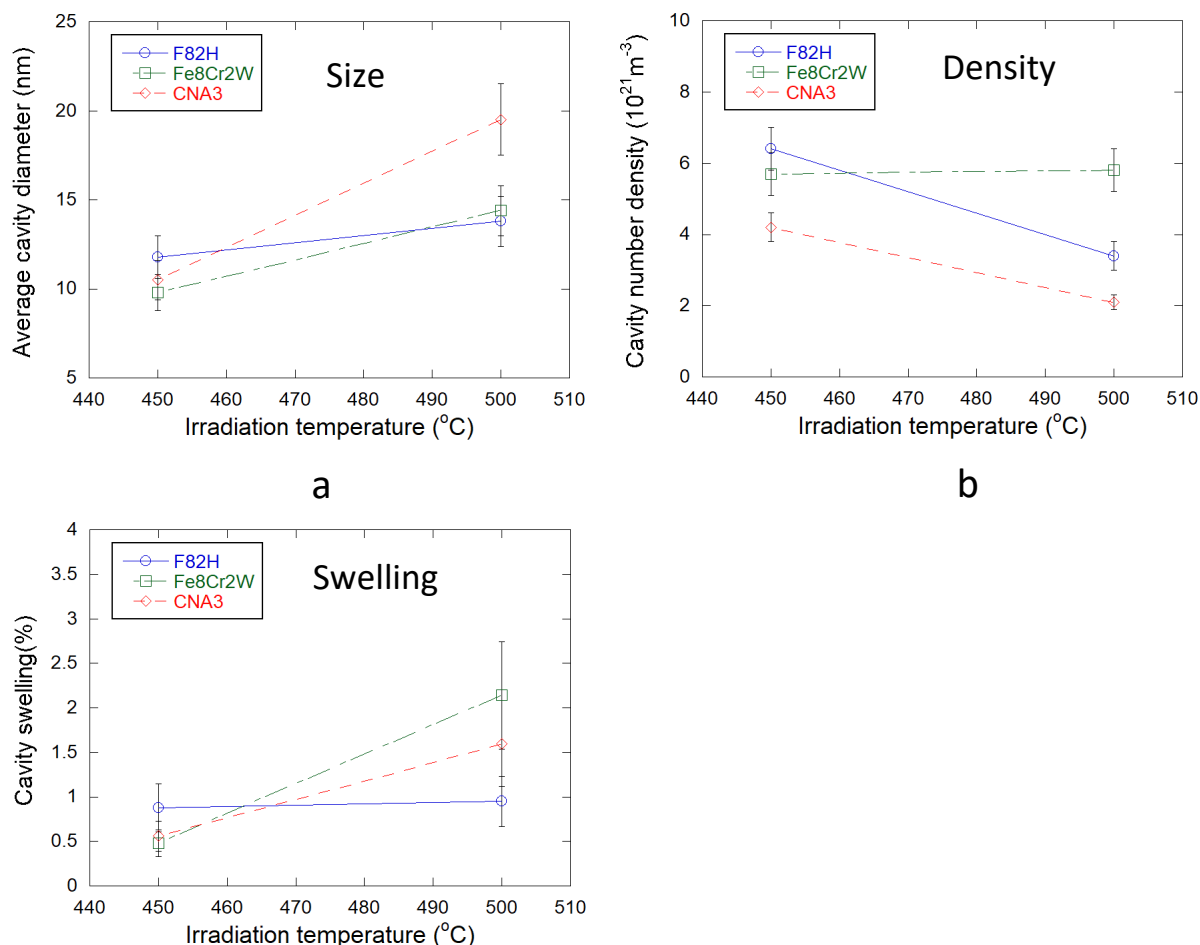 25
20
15
10
5
Average cavity diameter (nm)
F82H
Fe8Cr2W
CNA3
Size
440 450 460 470 480 490 500 510
Irradiation temperature (°C)
a
10
8
6
4
2
0
Cavity number density (10²¹m⁻³)
F82H
Fe8Cr2W
CNA3
Density
440 450 460 470 480 490 500 510
Irradiation temperature (°C)
b
4
3.5
3
2.5
2
1.5
1
0.5
0
Cavity swelling(%)
F82H
Fe8Cr2W
CNA3
Swelling
440 450 460 470 480 490 500 510
Irradiation temperature (°C)